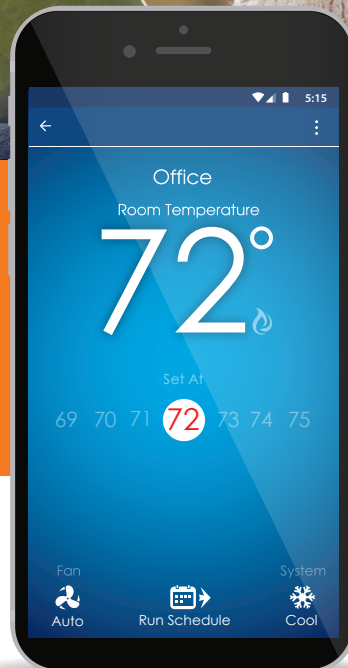 5:15
Office
Room Temperature
72°
Set At
69 70 71 72 73 74 75
Fan System
Auto Run Schedule Cool